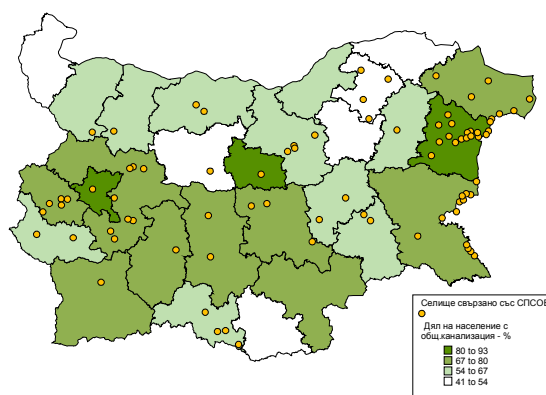 Селище свързано със СПСОВ
Дял на население с
общ.канализация - %
80 to 93
67 to 80
54 to 67
41 to 54